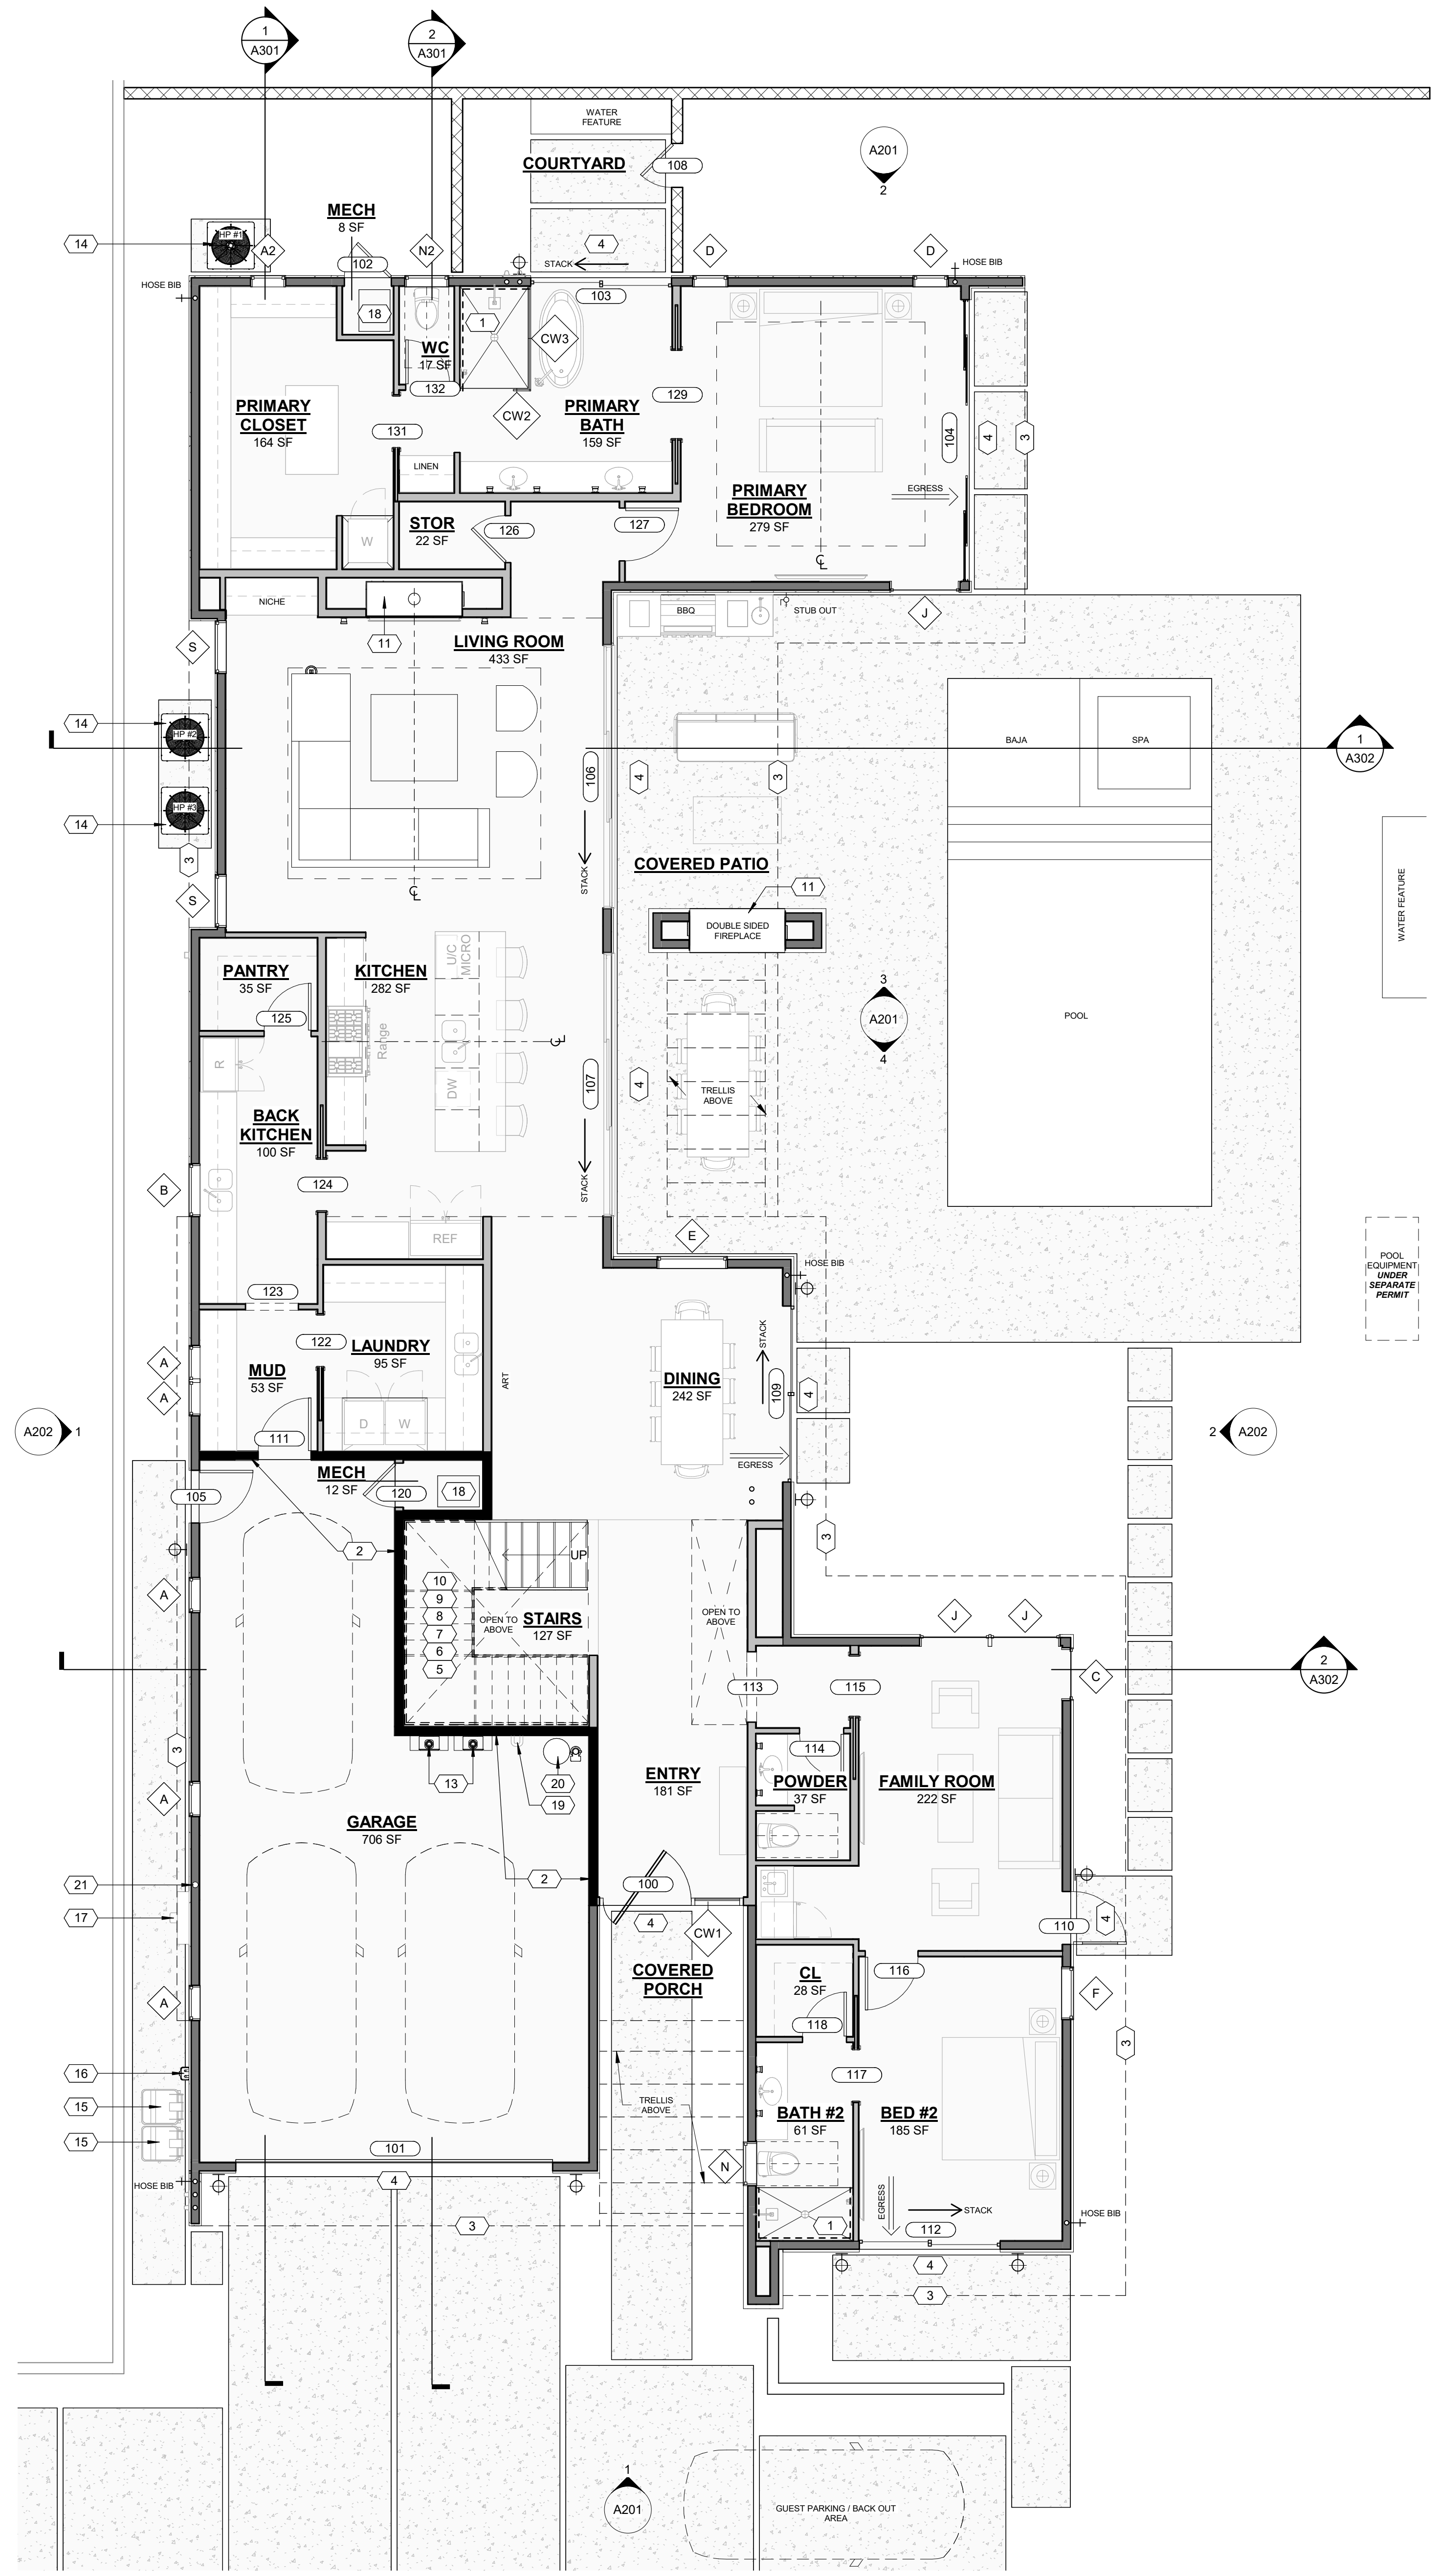 1
A301
2
A301
WATER
FEATURE
COURTYARD
108
A201
2
MECH
8 SF
14
HP #1
A2
N2
102
4
STACK
D
D
HOSE BIB
HOSE BIB
103
18
1
CW3
WC
17 SF
132
CW2
PRIMARY
CLOSET
164 SF
131
PRIMARY
BATH
159 SF
129
104
4
3
LINEN
PRIMARY
BEDROOM
279 SF
EGRESS
STOR
22 SF
126
127
W
CL
NICHE
11
BBQ
STUB OUT
J
LIVING ROOM
433 SF
S
14
HP #2
106
4
3
BAJA
SPA
1
A302
14
HP #3
3
STACK
CL
COVERED PATIO
11
DOUBLE SIDED
FIREPLACE
S
WATER FEATURE
PANTRY
35 SF
KITCHEN
282 SF
U/C
MICRO
3
A201
4
POOL
125
R
Range
CL
107
4
DW
TRELLIS
ABOVE
BACK
KITCHEN
100 SF
124
STACK
B
REF
E
HOSE BIB
POOL
EQUIPMENT
UNDER
SEPARATE
PERMIT
123
122
LAUNDRY
95 SF
A
A
MUD
53 SF
ART
DINING
242 SF
STACK
109
4
D
W
A202
1
2
A202
111
EGRESS
MECH
12 SF
120
18
105
2
3
UP
10
9
8
7
6
5
OPEN TO
ABOVE
STAIRS
127 SF
OPEN TO
ABOVE
A
J
J
2
A302
C
113
115
3
114
13
20
19
ENTRY
181 SF
POWDER
37 SF
FAMILY ROOM
222 SF
A
GARAGE
706 SF
21
2
100
17
4
CW1
110
4
COVERED
PORCH
CL
28 SF
116
A
118
F
3
16
117
15
TRELLIS
ABOVE
BATH #2
61 SF
BED #2
185 SF
15
101
N
HOSE BIB
4
3
1
EGRESS
STACK
112
HOSE BIB
4
3
1
A201
GUEST PARKING / BACK OUT
AREA